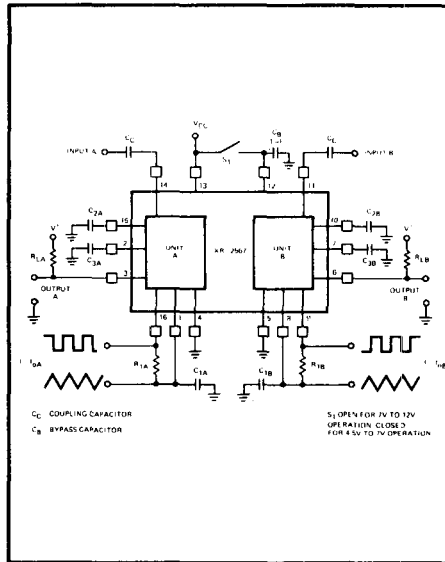 VCC
INPUT A
CC
S1
CB
CC
INPUT B
14
13
12
11
C2A
15
10
C2B
V+
C3A
2
UNIT
A
XR 2567
UNIT
B
7
C3B
RLA
3
6
RLB
OUTPUT
A
OUTPUT
B
16
1
4
5
8
R1A
R1B
C1A
C1B
CC COUPLING CAPACITOR
CB BYPASS CAPACITOR
S1 OPEN FOR 7V TO 12V
OPERATION CLOSED
FOR 4.5V TO 7V OPERATION